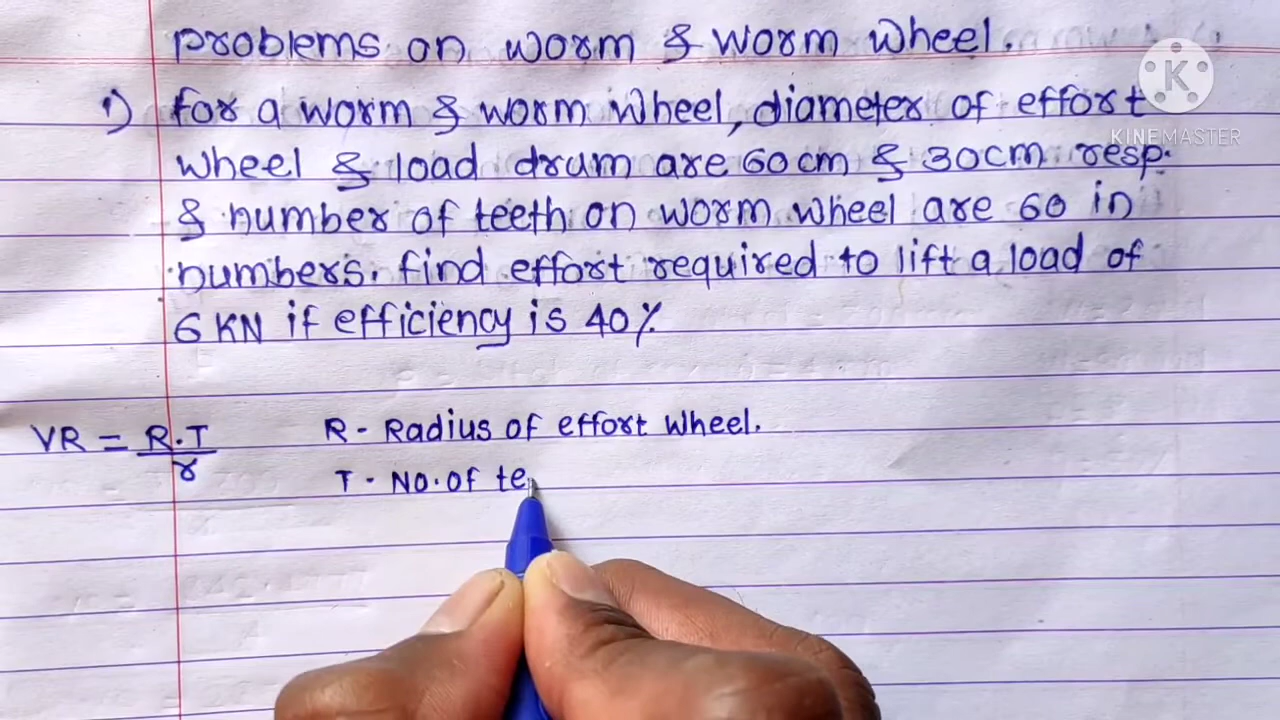 problems on worm & worm wheel.
K
KINEMASTER
1) for a worm & worm wheel, diameter of effort
wheel & load drum are 60cm & 30cm resp.
& number of teeth on worm wheel are 60 in
numbers. find effort required to lift a load of
6 KN if efficiency is 40%
VR = R.T / r
R - Radius of effort wheel.
T - No. of te